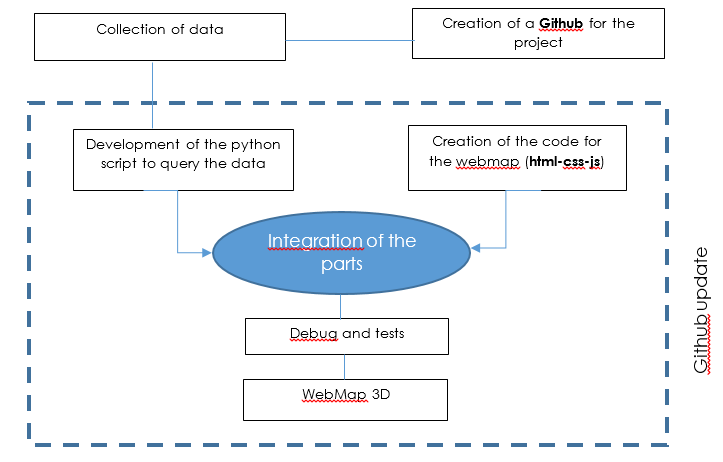 Collection of data
Creation of a Github for the
project
Development of the python
script to query the data
Creation of the code for
the webmap (html-css-js)
Integration of the
parts
Debug and tests
WebMap 3D
Github update